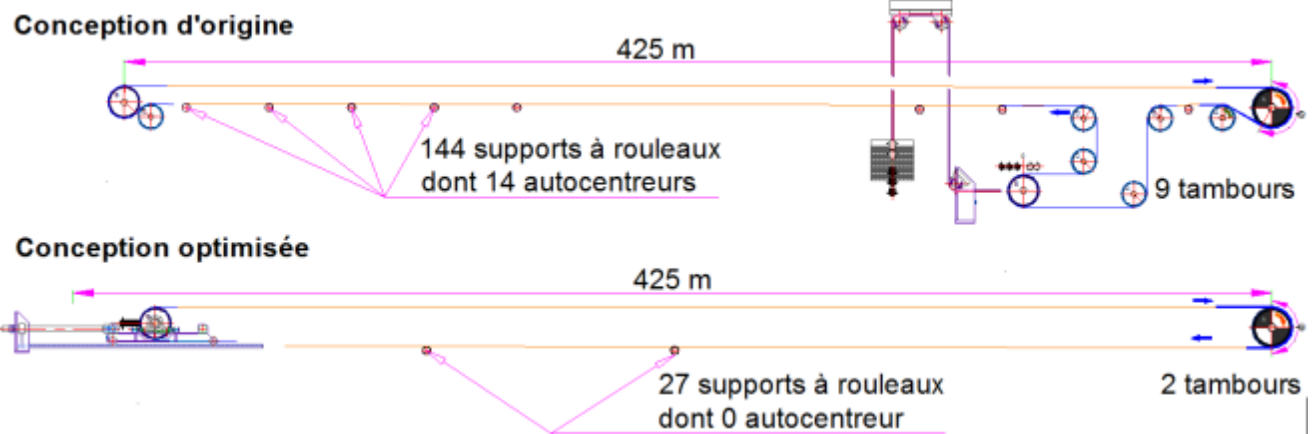 Conception d'origine
425 m
144 supports à rouleaux
dont 14 autocentreurs
9 tambours
Conception optimisée
425 m
27 supports à rouleaux
dont 0 autocentreur
2 tambours